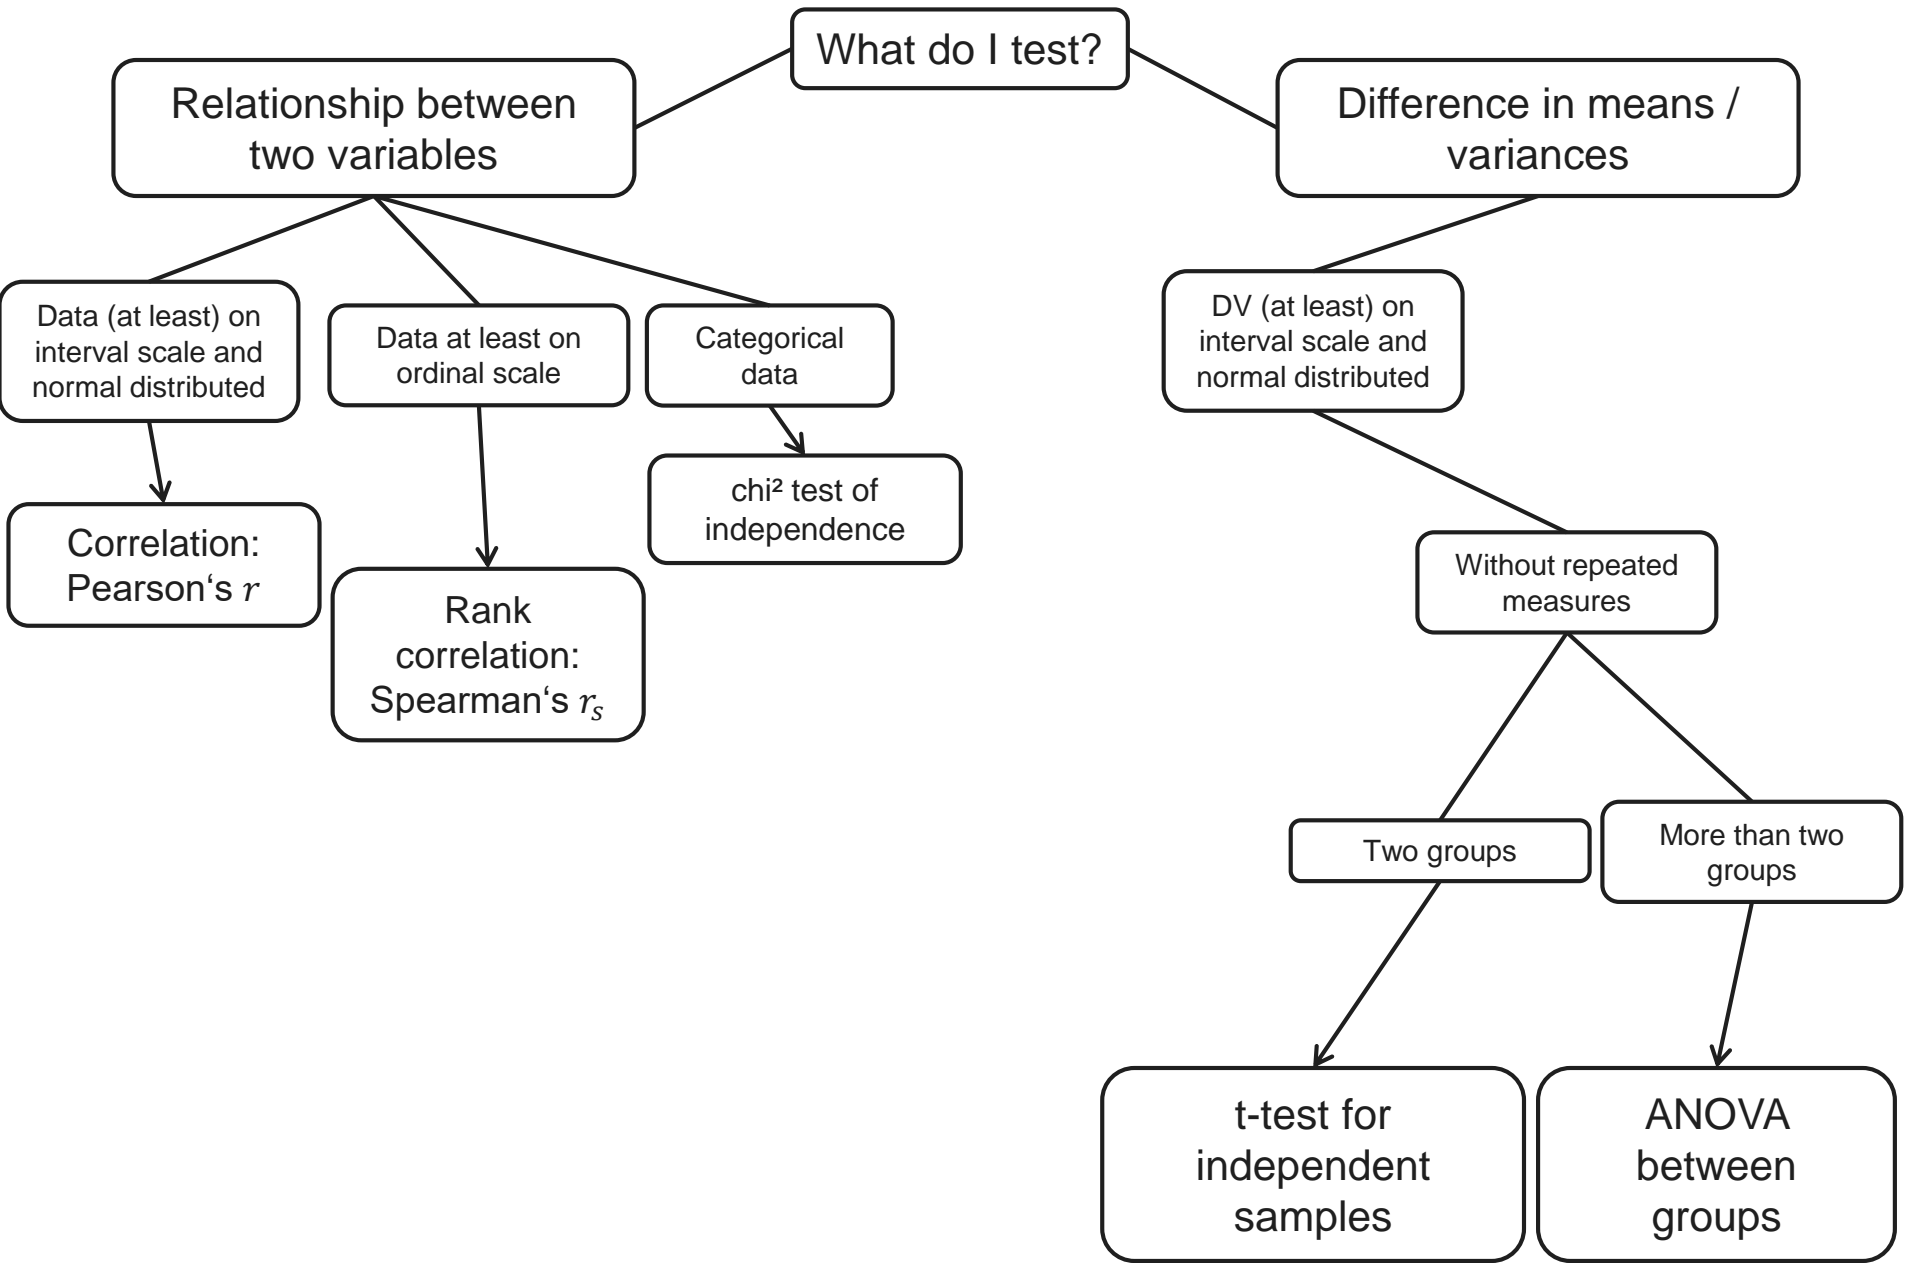 What do I test?
Relationship between
two variables
Difference in means /
variances
Data (at least) on
interval scale and
normal distributed
Data at least on
ordinal scale
Categorical
data
DV (at least) on
interval scale and
normal distributed
Correlation:
Pearson‘s r
Rank
correlation:
Spearman‘s rₛ
chi² test of
independence
Without repeated
measures
Two groups
More than two
groups
t-test for
independent
samples
ANOVA
between
groups